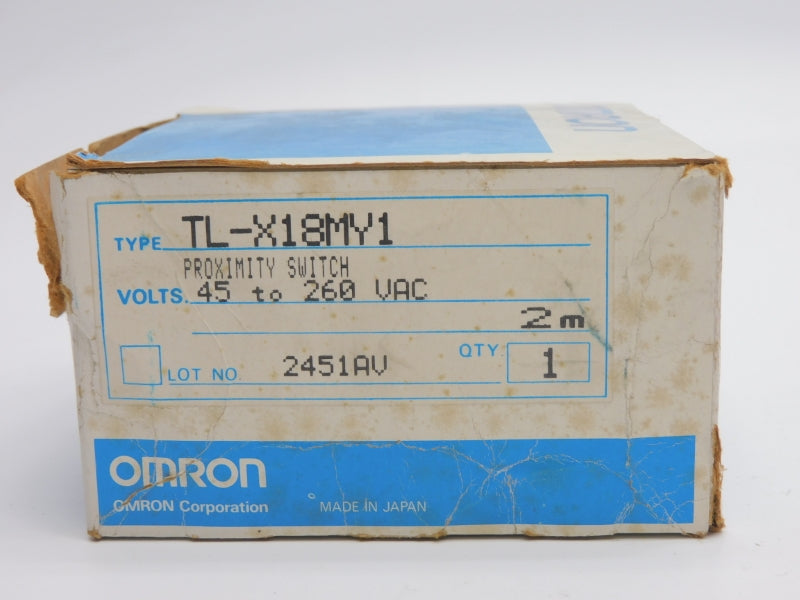 OMRON
TYPE TL-X18MY1
PROXIMITY SWITCH
VOLTS. 45 to 260 VAC
2m
LOT NO. 2451AV QTY. 1
OMRON
OMRON Corporation MADE IN JAPAN